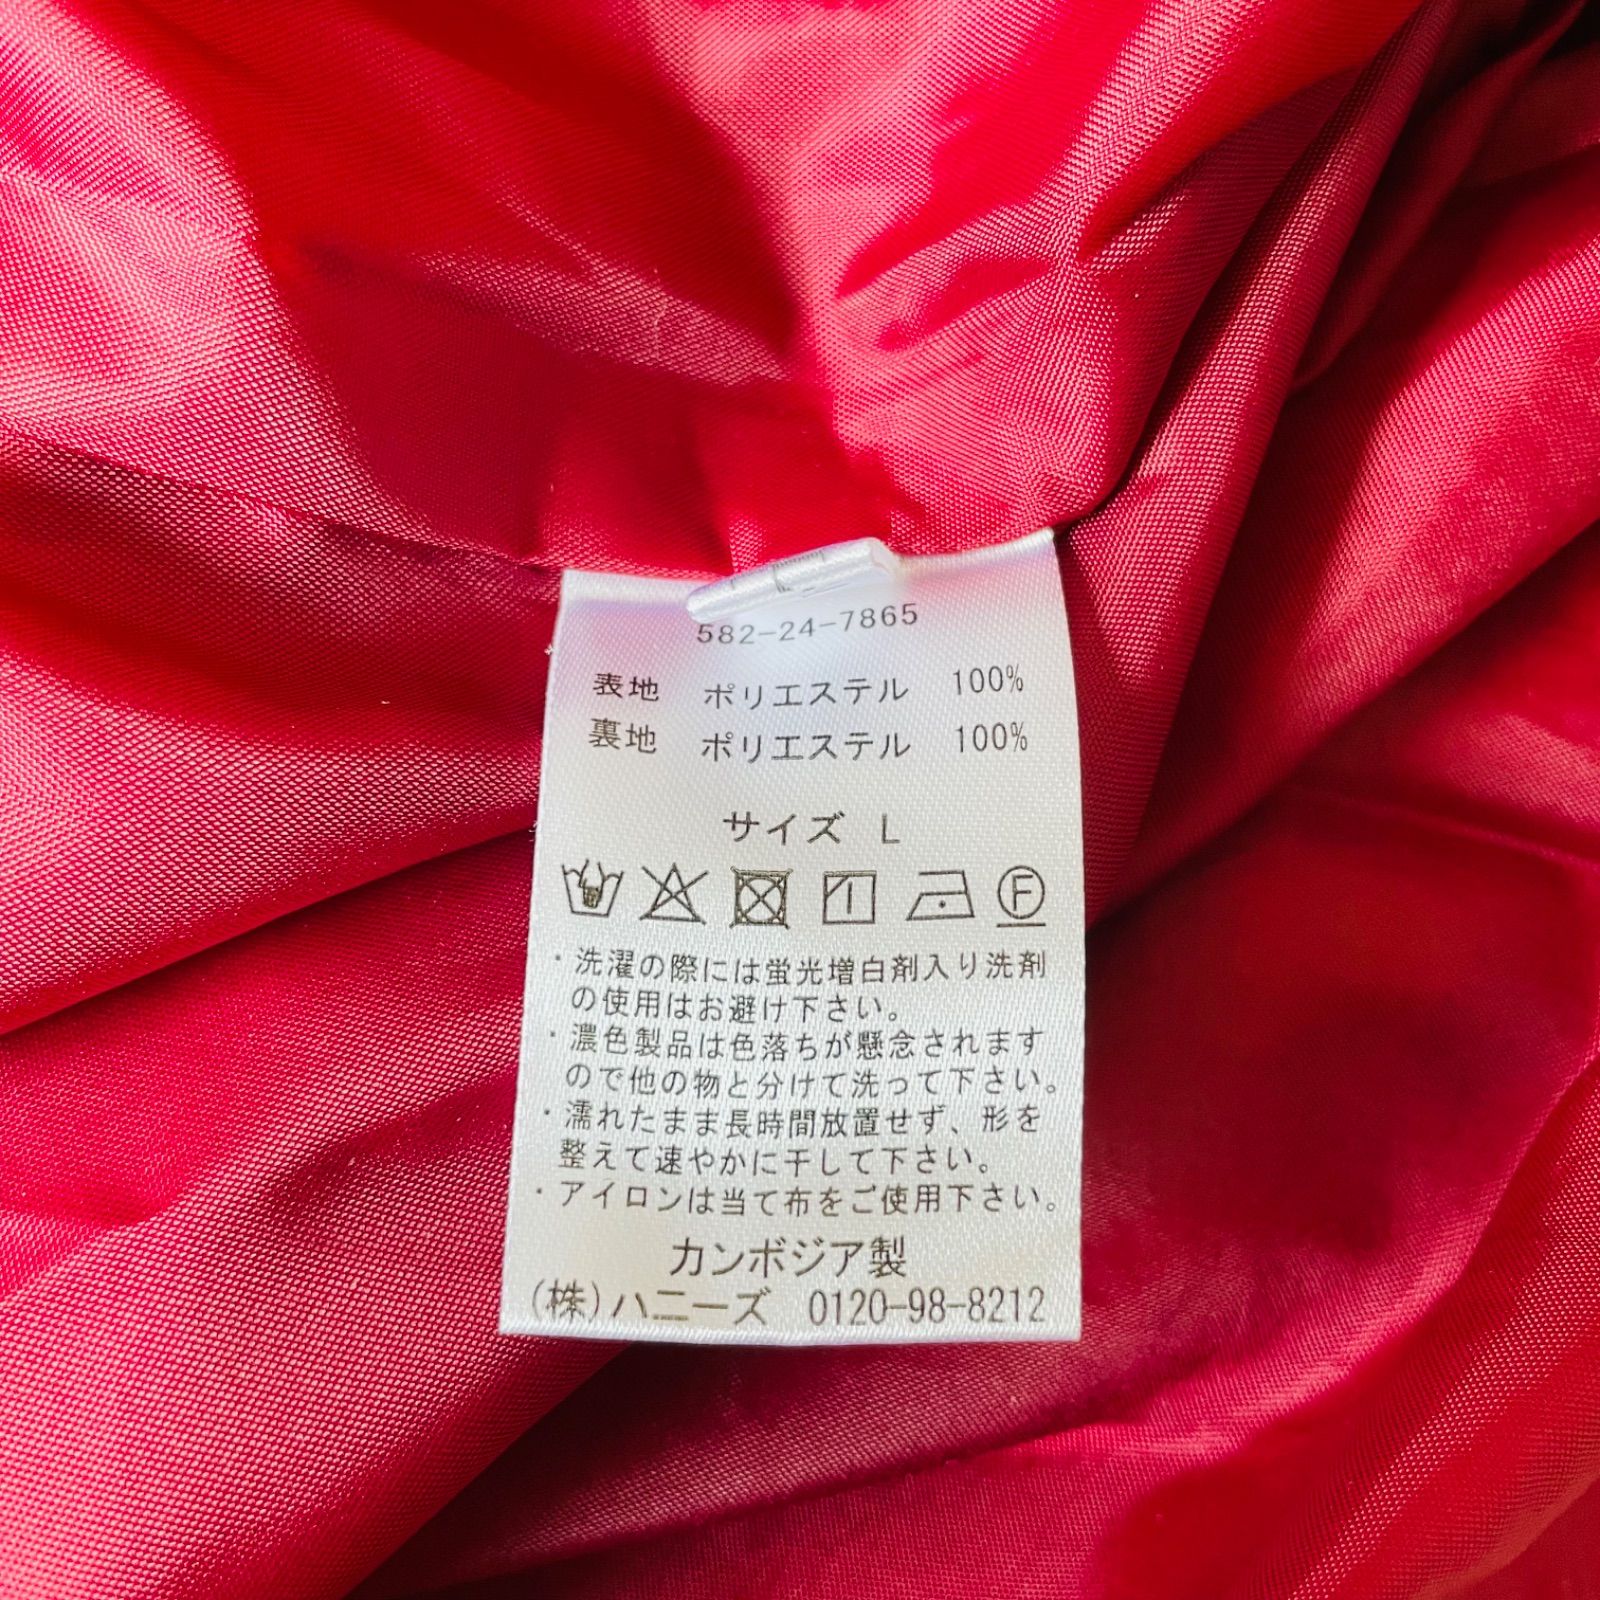 582-24-7865
表地 ポリエステル 100%
裏地 ポリエステル 100%
サイズ L
F
・洗濯の際には蛍光増白剤入り洗剤
の使用はお避け下さい。
・濃色製品は色落ちが懸念されます
ので他の物と分けて洗って下さい。
・濡れたまま長時間放置せず、形を
整えて速やかに干して下さい。
・アイロンは当て布をご使用下さい。
カンボジア製
(株)ハニーズ 0120-98-8212